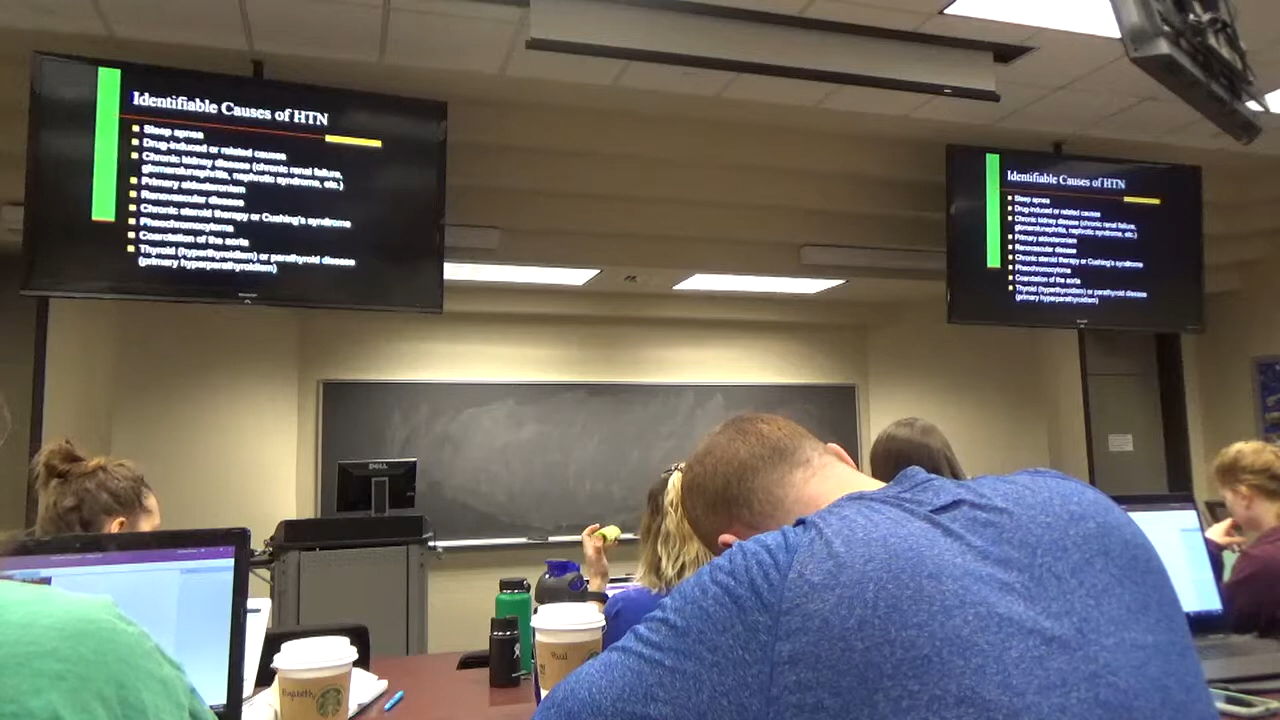 Identifiable Causes of HTN
Sleep apnea
Drug-induced or related causes
Chronic kidney disease (chronic renal failure,
glomerulonephritis, nephrotic syndrome, etc.)
Primary aldosteronism
Renovascular disease
Chronic steroid therapy or Cushing's syndrome
Pheochromocytoma
Coarctation of the aorta
Thyroid (hyperthyroidism) or parathyroid disease
(primary hyperparathyroidism)
Identifiable Causes of HTN
Sleep apnea
Drug-induced or related causes
Chronic kidney disease (chronic renal failure,
glomerulonephritis, nephrotic syndrome, etc.)
Primary aldosteronism
Renovascular disease
Chronic steroid therapy or Cushing's syndrome
Pheochromocytoma
Coarctation of the aorta
Thyroid (hyperthyroidism) or parathyroid disease
(primary hyperparathyroidism)
DELL
Paul